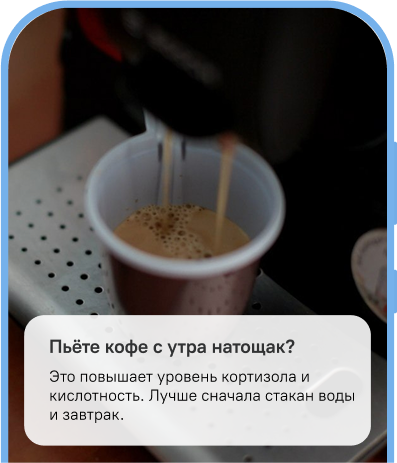 Пьёте кофе с утра натощак?
Это повышает уровень кортизола и
кислотность. Лучше сначала стакан воды
и завтрак.